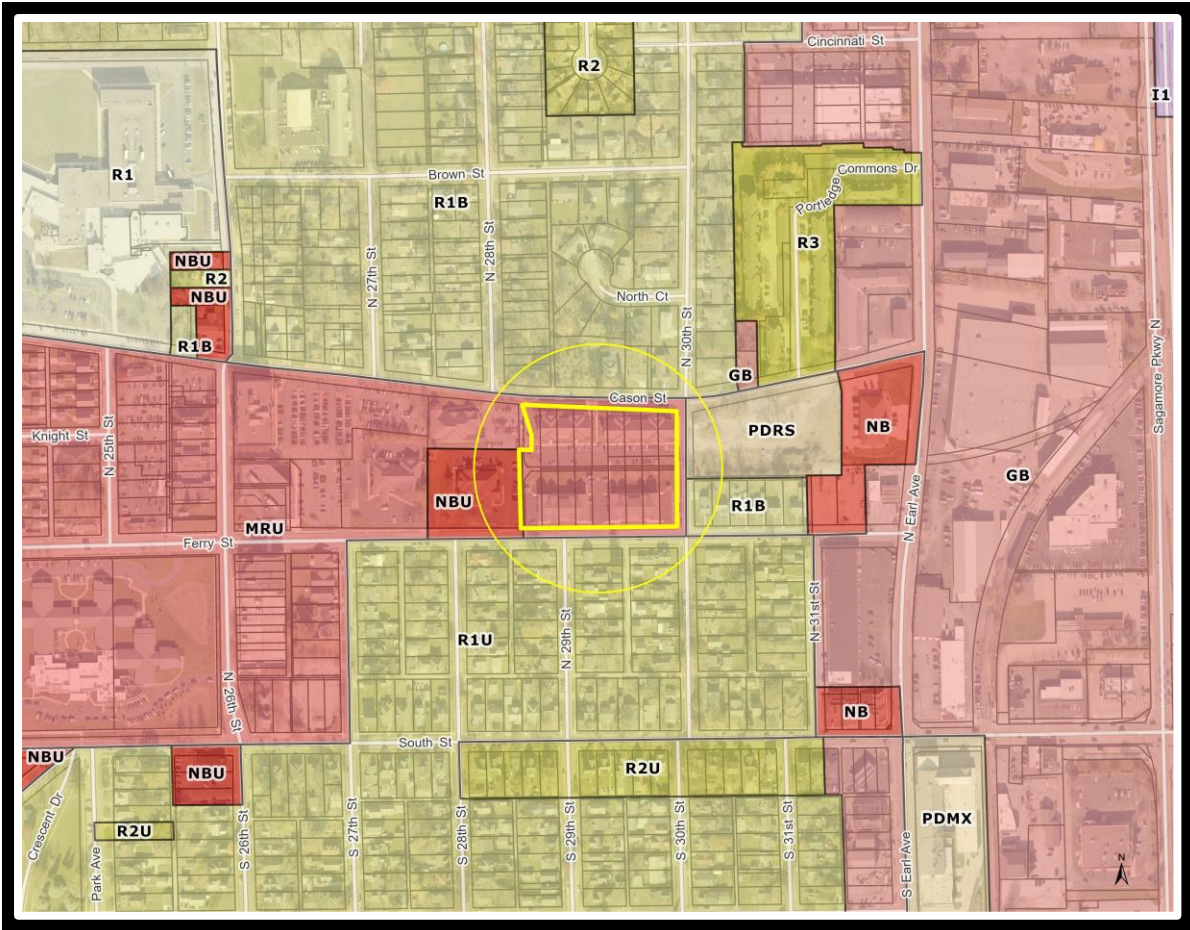 Cincinnati St
R2
I1
R1
Commons Dr
Brown St
Portledge
R1B
R3
NBU
N 28th St
R2
N 27th St
NBU
North Ct
N 30th St
Sagamore Pkwy N
R1B
GB
Cason St
NB
PDRS
Knight St
N 25th St
GB
NBU
R1B
N Earl Ave
MRU
Ferry St
N 31st St
R1U
N 29th St
N 26th St
NB
South St
NBU
R2U
NBU
Crescent Dr
PDMX
R2U
S 26th St
S 27th St
S 28th St
S 29th St
S 30th St
S 31st St
Park Ave
S Earl Ave
N